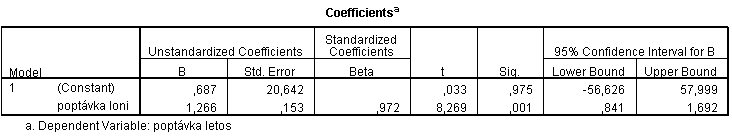 Coefficientsa
Unstandardized Coefficients Standardized Coefficients 95% Confidence Interval for B
Model B Std. Error Beta t Sig. Lower Bound Upper Bound
1 (Constant) ,687 20,642 ,033 ,975 -56,626 57,999
poptávka loni 1,266 ,153 ,972 8,269 ,001 ,841 1,692
a. Dependent Variable: poptávka letos